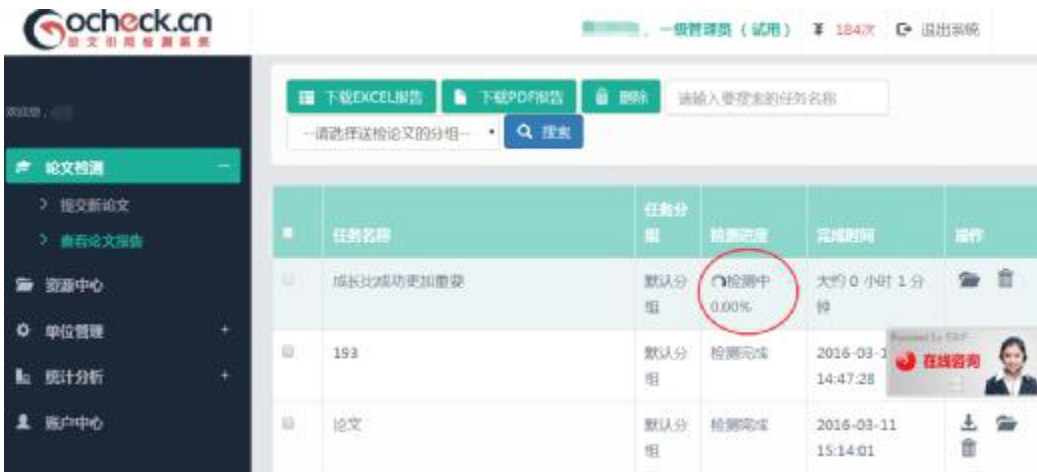 Gocheck.cn
论文引用检测系统
, 一级管理员（试用） ¥ 184次 退出系统
下载EXCEL报告 下载PDF报告 删除 请输入要搜索的任务名称
--请选择送检论文的分组-- 搜索
论文检测
提交新论文
查看论文报告
资源中心
单位管理 +
统计分析 +
账户中心
任务名称 任务分组 检测进度 完成时间 操作
成长比成功更加重要 默认分组 检测中 0.00% 大约 0 小时 1 分钟
193 默认分组 检测完成 2016-03-1 14:47:28
在线咨询
论文 默认分组 检测完成 2016-03-11 15:14:01